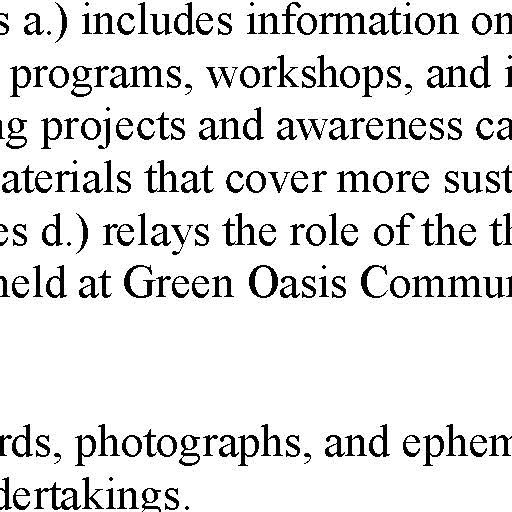 s a.) includes information on
programs, workshops, and i
ng projects and awareness ca
aterials that cover more sust
es d.) relays the role of the th
held at Green Oasis Commun
rds, photographs, and ephem
dertakings.